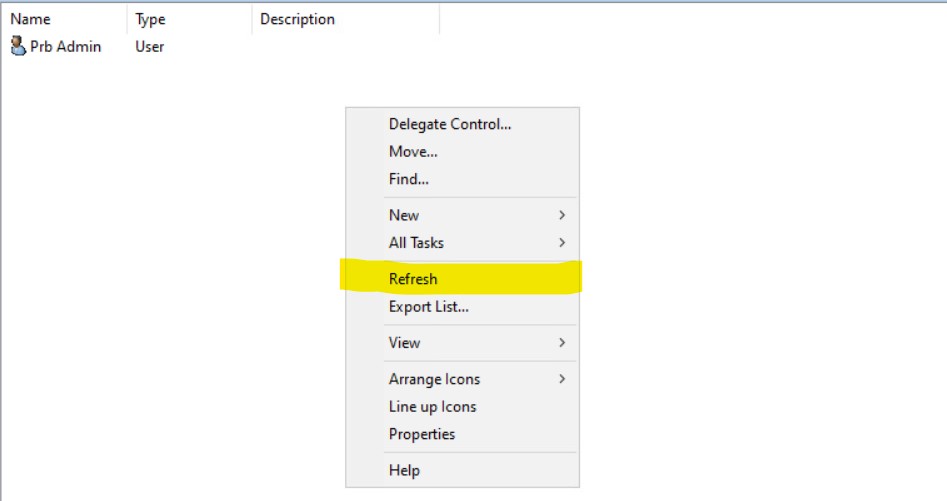 Name Type Description
Prb Admin User
Delegate Control...
Move...
Find...
New
All Tasks
Refresh
Export List...
View
Arrange Icons
Line up Icons
Properties
Help